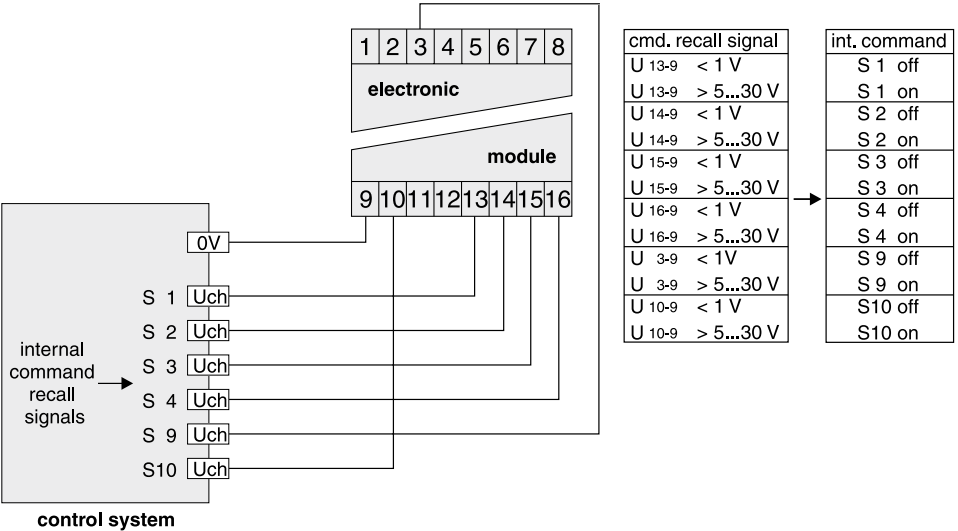 1 2 3 4 5 6 7 8
electronic
module
9 10 11 12 13 14 15 16
0V
S 1 Uch
S 2 Uch
S 3 Uch
S 4 Uch
S 9 Uch
S10 Uch
internal
command
recall
signals
control system
cmd. recall signal
U 13-9 < 1 V
U 13-9 > 5...30 V
U 14-9 < 1 V
U 14-9 > 5...30 V
U 15-9 < 1 V
U 15-9 > 5...30 V
U 16-9 < 1 V
U 16-9 > 5...30 V
U 3-9 < 1V
U 3-9 > 5...30 V
U 10-9 < 1 V
U 10-9 > 5...30 V
int. command
S 1 off
S 1 on
S 2 off
S 2 on
S 3 off
S 3 on
S 4 off
S 4 on
S 9 off
S 9 on
S10 off
S10 on